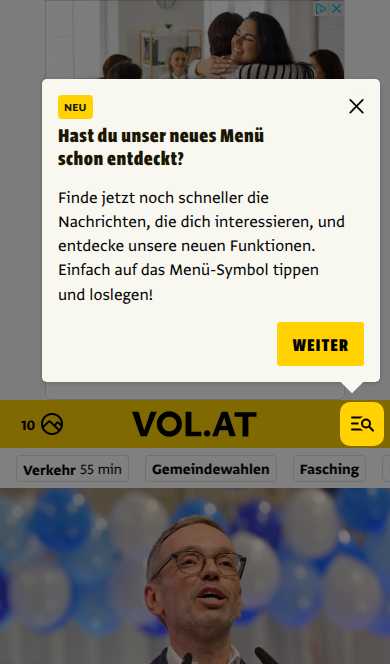 NEU
Hast du unser neues Menü
schon entdeckt?
Finde jetzt noch schneller die
Nachrichten, die dich interessieren, und
entdecke unsere neuen Funktionen.
Einfach auf das Menü-Symbol tippen
und loslegen!
WEITER
10 VOL.AT
Verkehr 55 min Gemeindewahlen Fasching